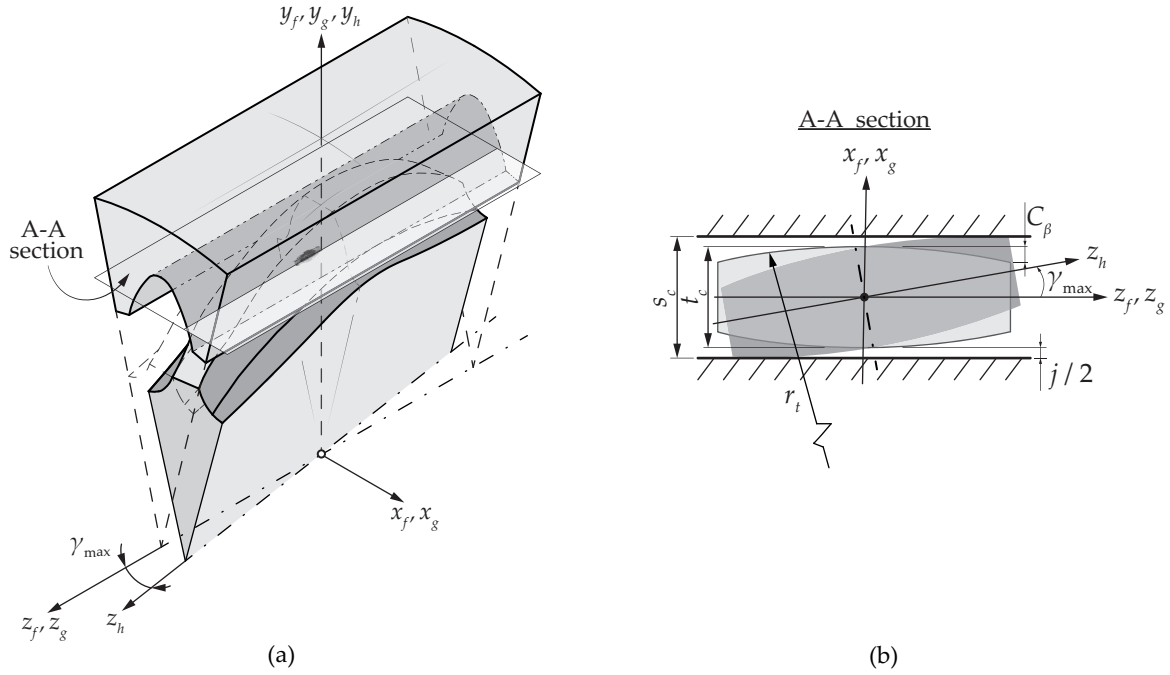 y_f, y_g, y_h
A-A
section
x_f, x_g
γ_max
z_f, z_g
z_h
(a)
A-A section
x_f, x_g
C_β
z_h
γ_max
z_f, z_g
s_c
t_c
j / 2
r_t
(b)